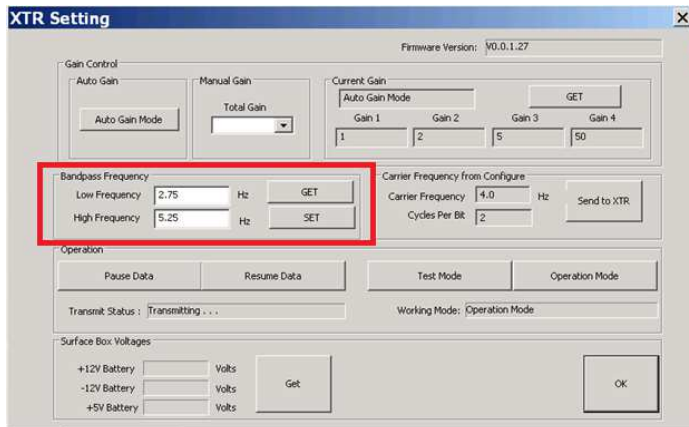 XTR Setting
Firmware Version: V0.0.1.27
Gain Control
Auto Gain
Manual Gain
Current Gain
Auto Gain Mode
Total Gain
Auto Gain Mode
GET
Gain 1 Gain 2 Gain 3 Gain 4
1 2 5 50
Bandpass Frequency
Low Frequency 2.75 Hz GET
High Frequency 5.25 Hz SET
Carrier Frequency from Configure
Carrier Frequency 4.0 Hz
Cycles Per Bit 2
Send to XTR
Operation
Pause Data Resume Data Test Mode Operation Mode
Transmit Status : Transmitting . . . Working Mode: Operation Mode
Surface Box Voltages
+12V Battery Volts
-12V Battery Volts
+5V Battery Volts
Get
OK